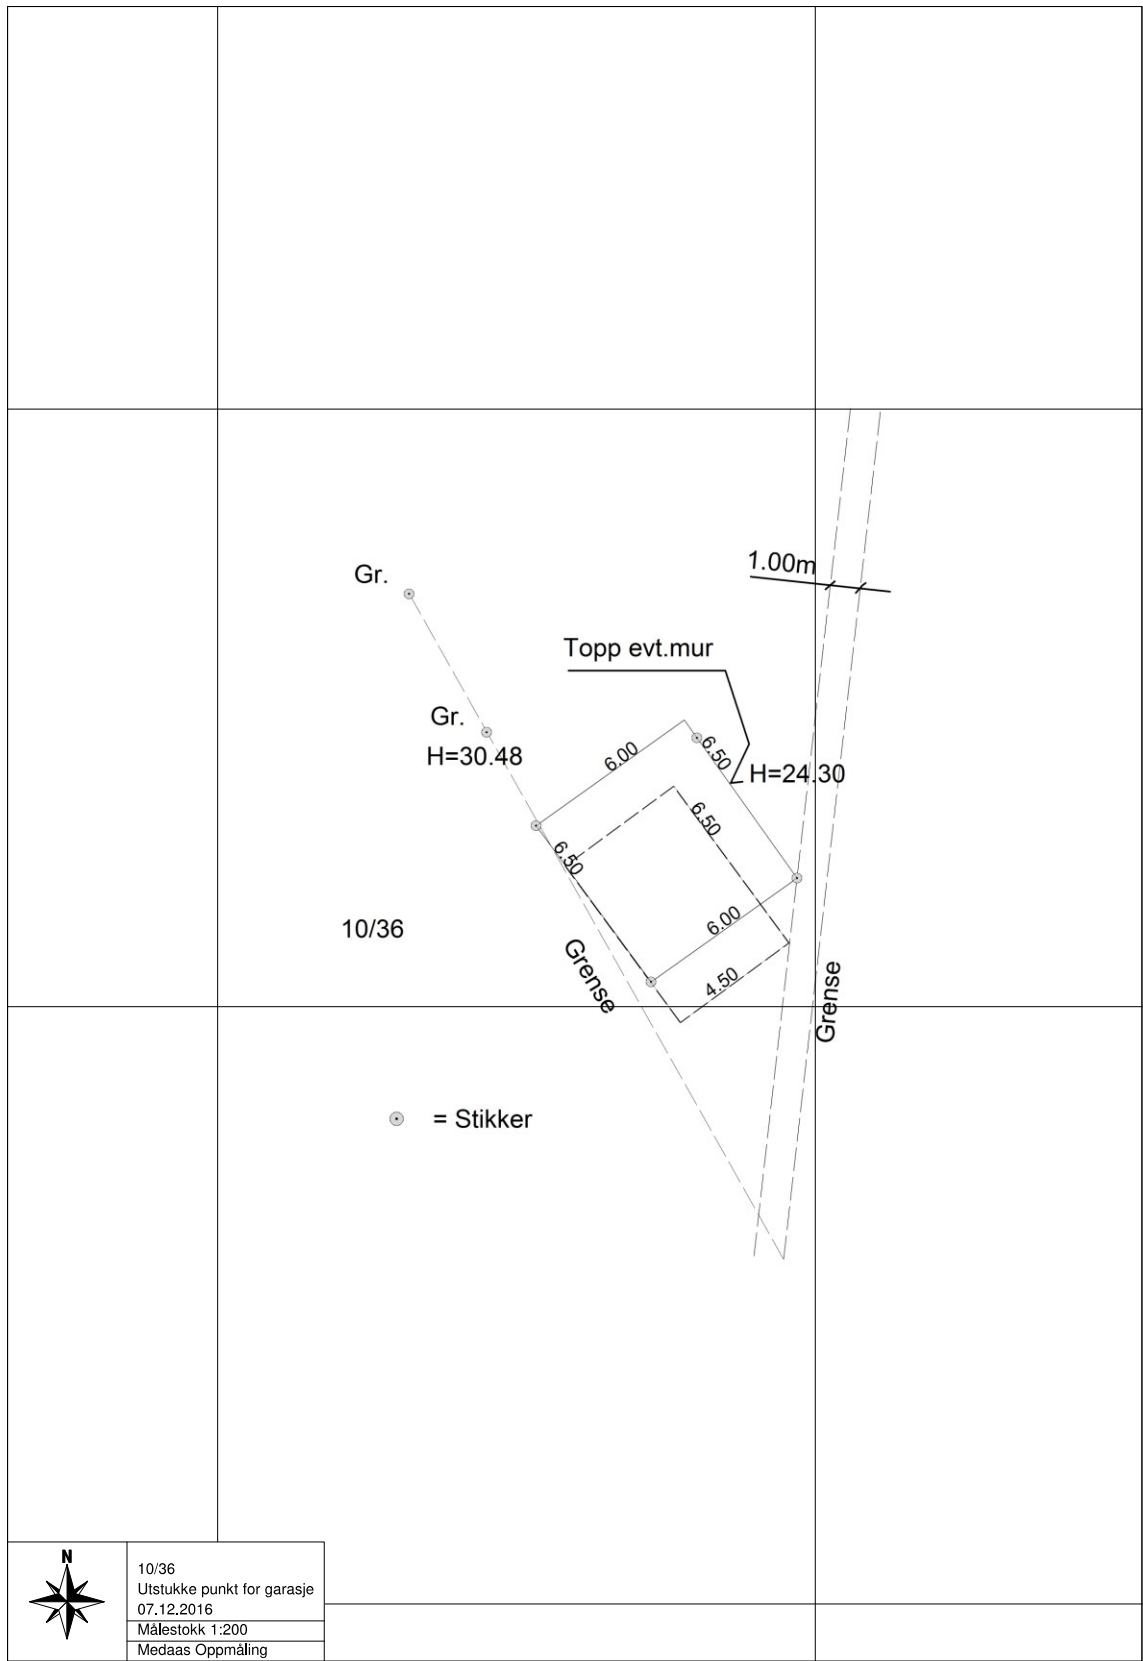 1.00m
Gr.
Topp evt.mur
Gr.
H=30.48
6.00
6.50
H=24.30
6.50
6.50
6.00
10/36
Grense
4.50
Grense
= Stikker
N
10/36
Utstukke punkt for garasje
07.12.2016
Målestokk 1:200
Medaas Oppmåling